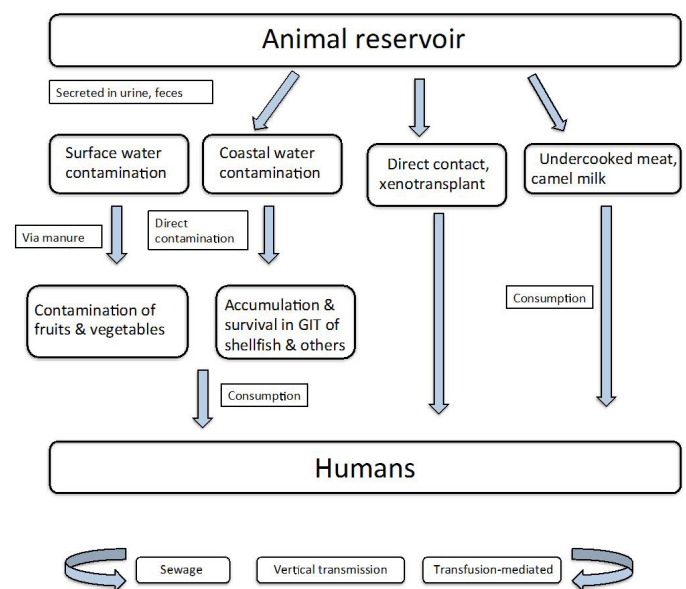 Animal reservoir
Secreted in urine, feces
Surface water
contamination
Coastal water
contamination
Direct contact,
xenotransplant
Undercooked meat,
camel milk
Via manure
Direct
contamination
Contamination of
fruits & vegetables
Accumulation &
survival in GIT of
shellfish & others
Consumption
Consumption
Humans
Sewage
Vertical transmission
Transfusion-mediated